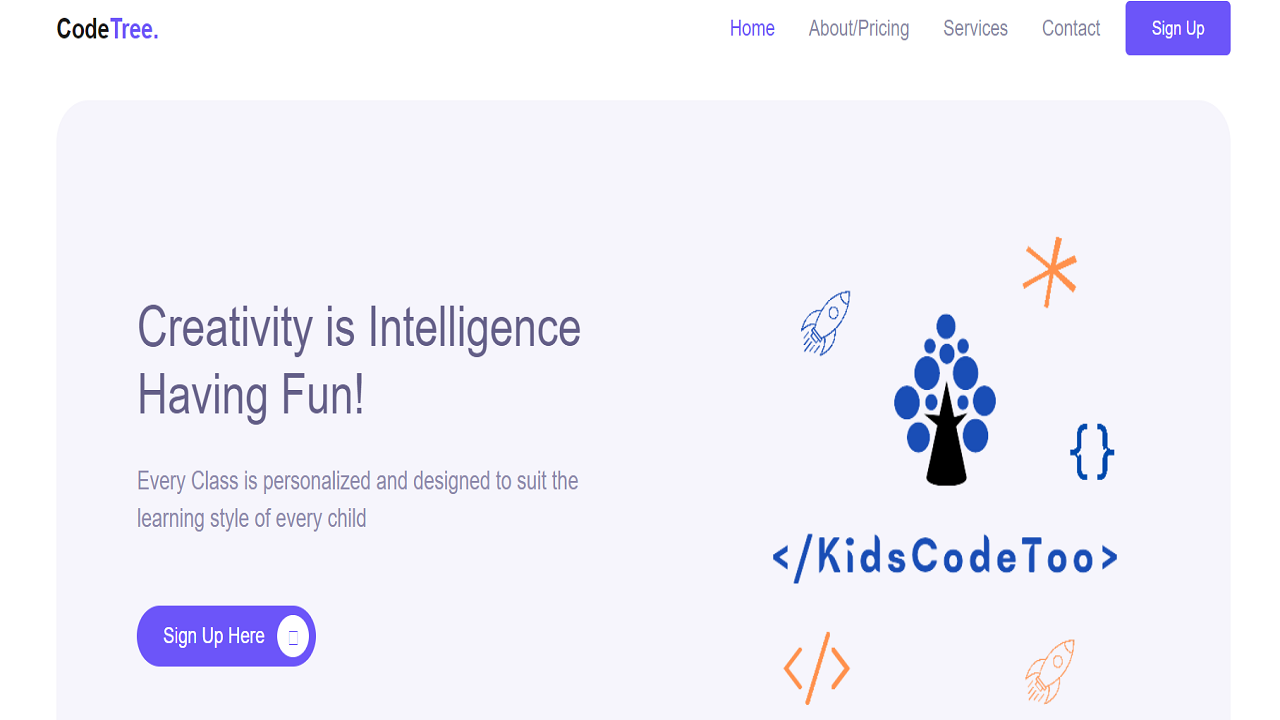 CodeTree.
Home
About/Pricing
Services
Contact
Sign Up
Creativity is Intelligence
Having Fun!
Every Class is personalized and designed to suit the
learning style of every child
Sign Up Here
{}
</KidsCodeToo>
</>